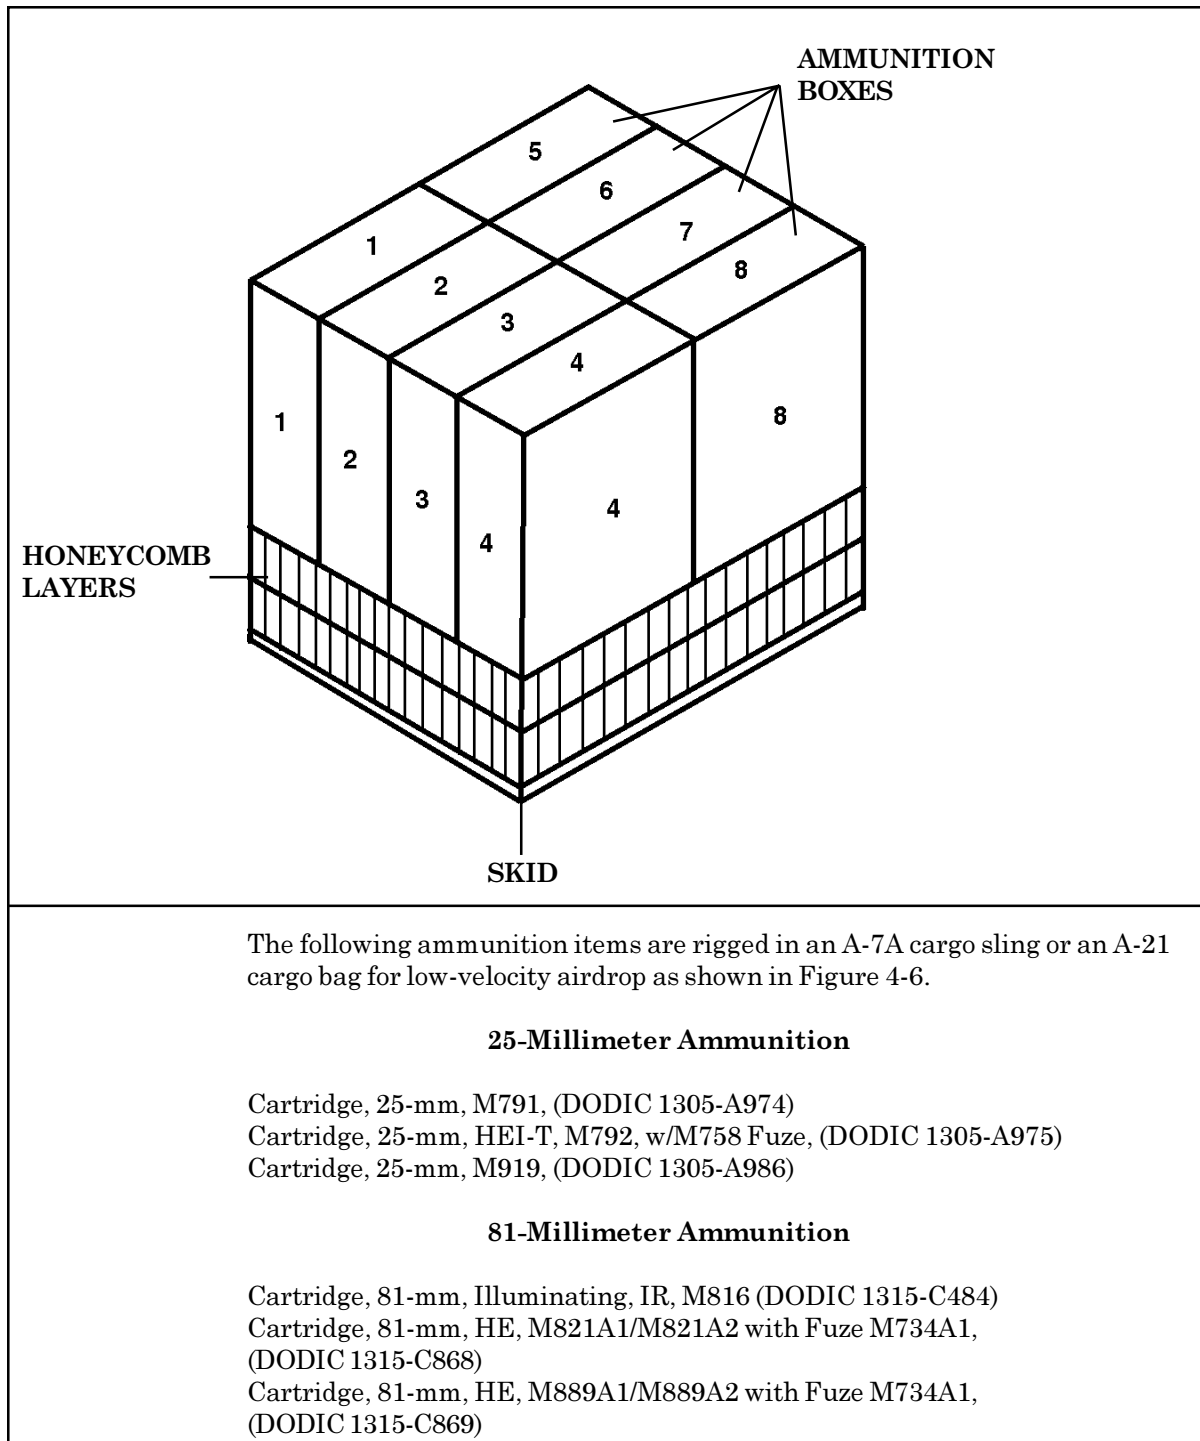 AMMUNITION
BOXES
5
6
7
8
1
2
3
4
1
2
3
4
4
8
HONEYCOMB
LAYERS
SKID
The following ammunition items are rigged in an A-7A cargo sling or an A-21
cargo bag for low-velocity airdrop as shown in Figure 4-6.
25-Millimeter Ammunition
Cartridge, 25-mm, M791, (DODIC 1305-A974)
Cartridge, 25-mm, HEI-T, M792, w/M758 Fuze, (DODIC 1305-A975)
Cartridge, 25-mm, M919, (DODIC 1305-A986)
81-Millimeter Ammunition
Cartridge, 81-mm, Illuminating, IR, M816 (DODIC 1315-C484)
Cartridge, 81-mm, HE, M821A1/M821A2 with Fuze M734A1,
(DODIC 1315-C868)
Cartridge, 81-mm, HE, M889A1/M889A2 with Fuze M734A1,
(DODIC 1315-C869)